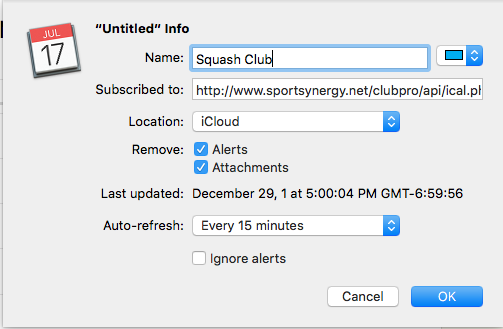 JUL
17
“Untitled” Info
Name: Squash Club
Subscribed to: http://www.sportsynergy.net/clubpro/api/ical.ph
Location: iCloud
Remove: Alerts
Attachments
Last updated: December 29, 1 at 5:00:04 PM GMT-6:59:56
Auto-refresh: Every 15 minutes
Ignore alerts
Cancel OK